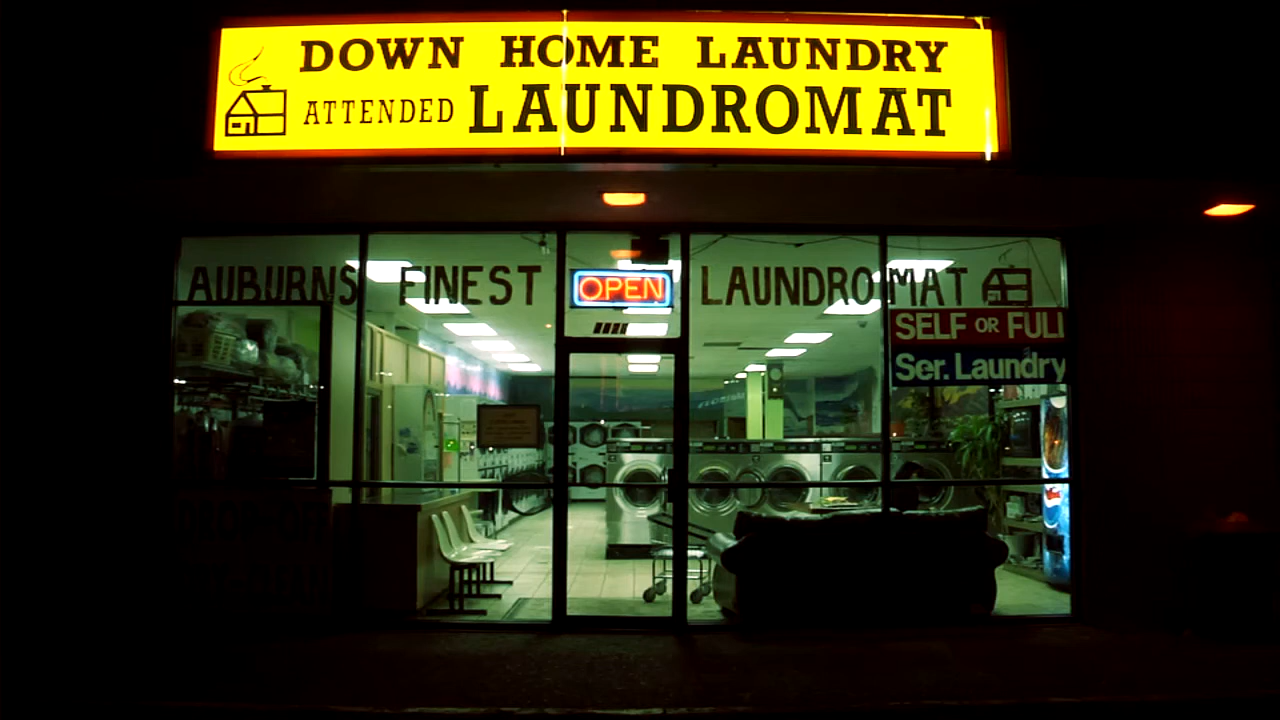 DOWN HOME LAUNDRY
ATTENDED LAUNDROMAT
AUBURNS FINEST LAUNDROMAT
OPEN
SELF OR FULL
Ser. Laundry